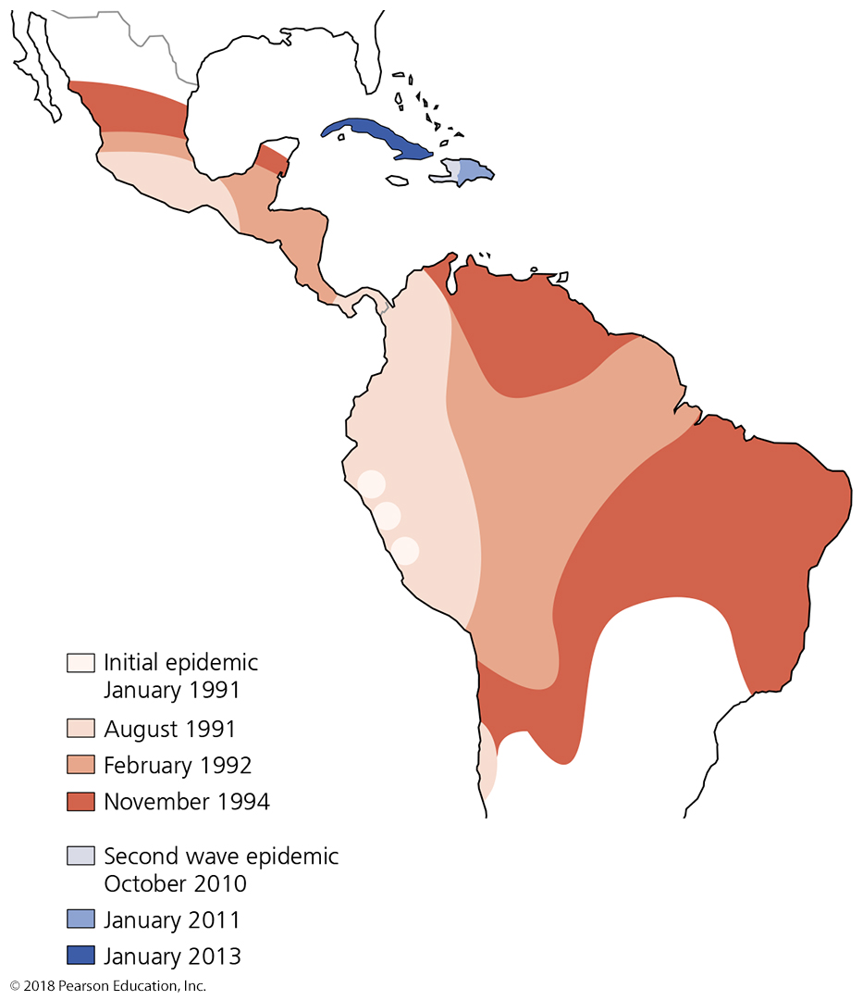 Initial epidemic
January 1991
August 1991
February 1992
November 1994
Second wave epidemic
October 2010
January 2011
January 2013
© 2018 Pearson Education, Inc.